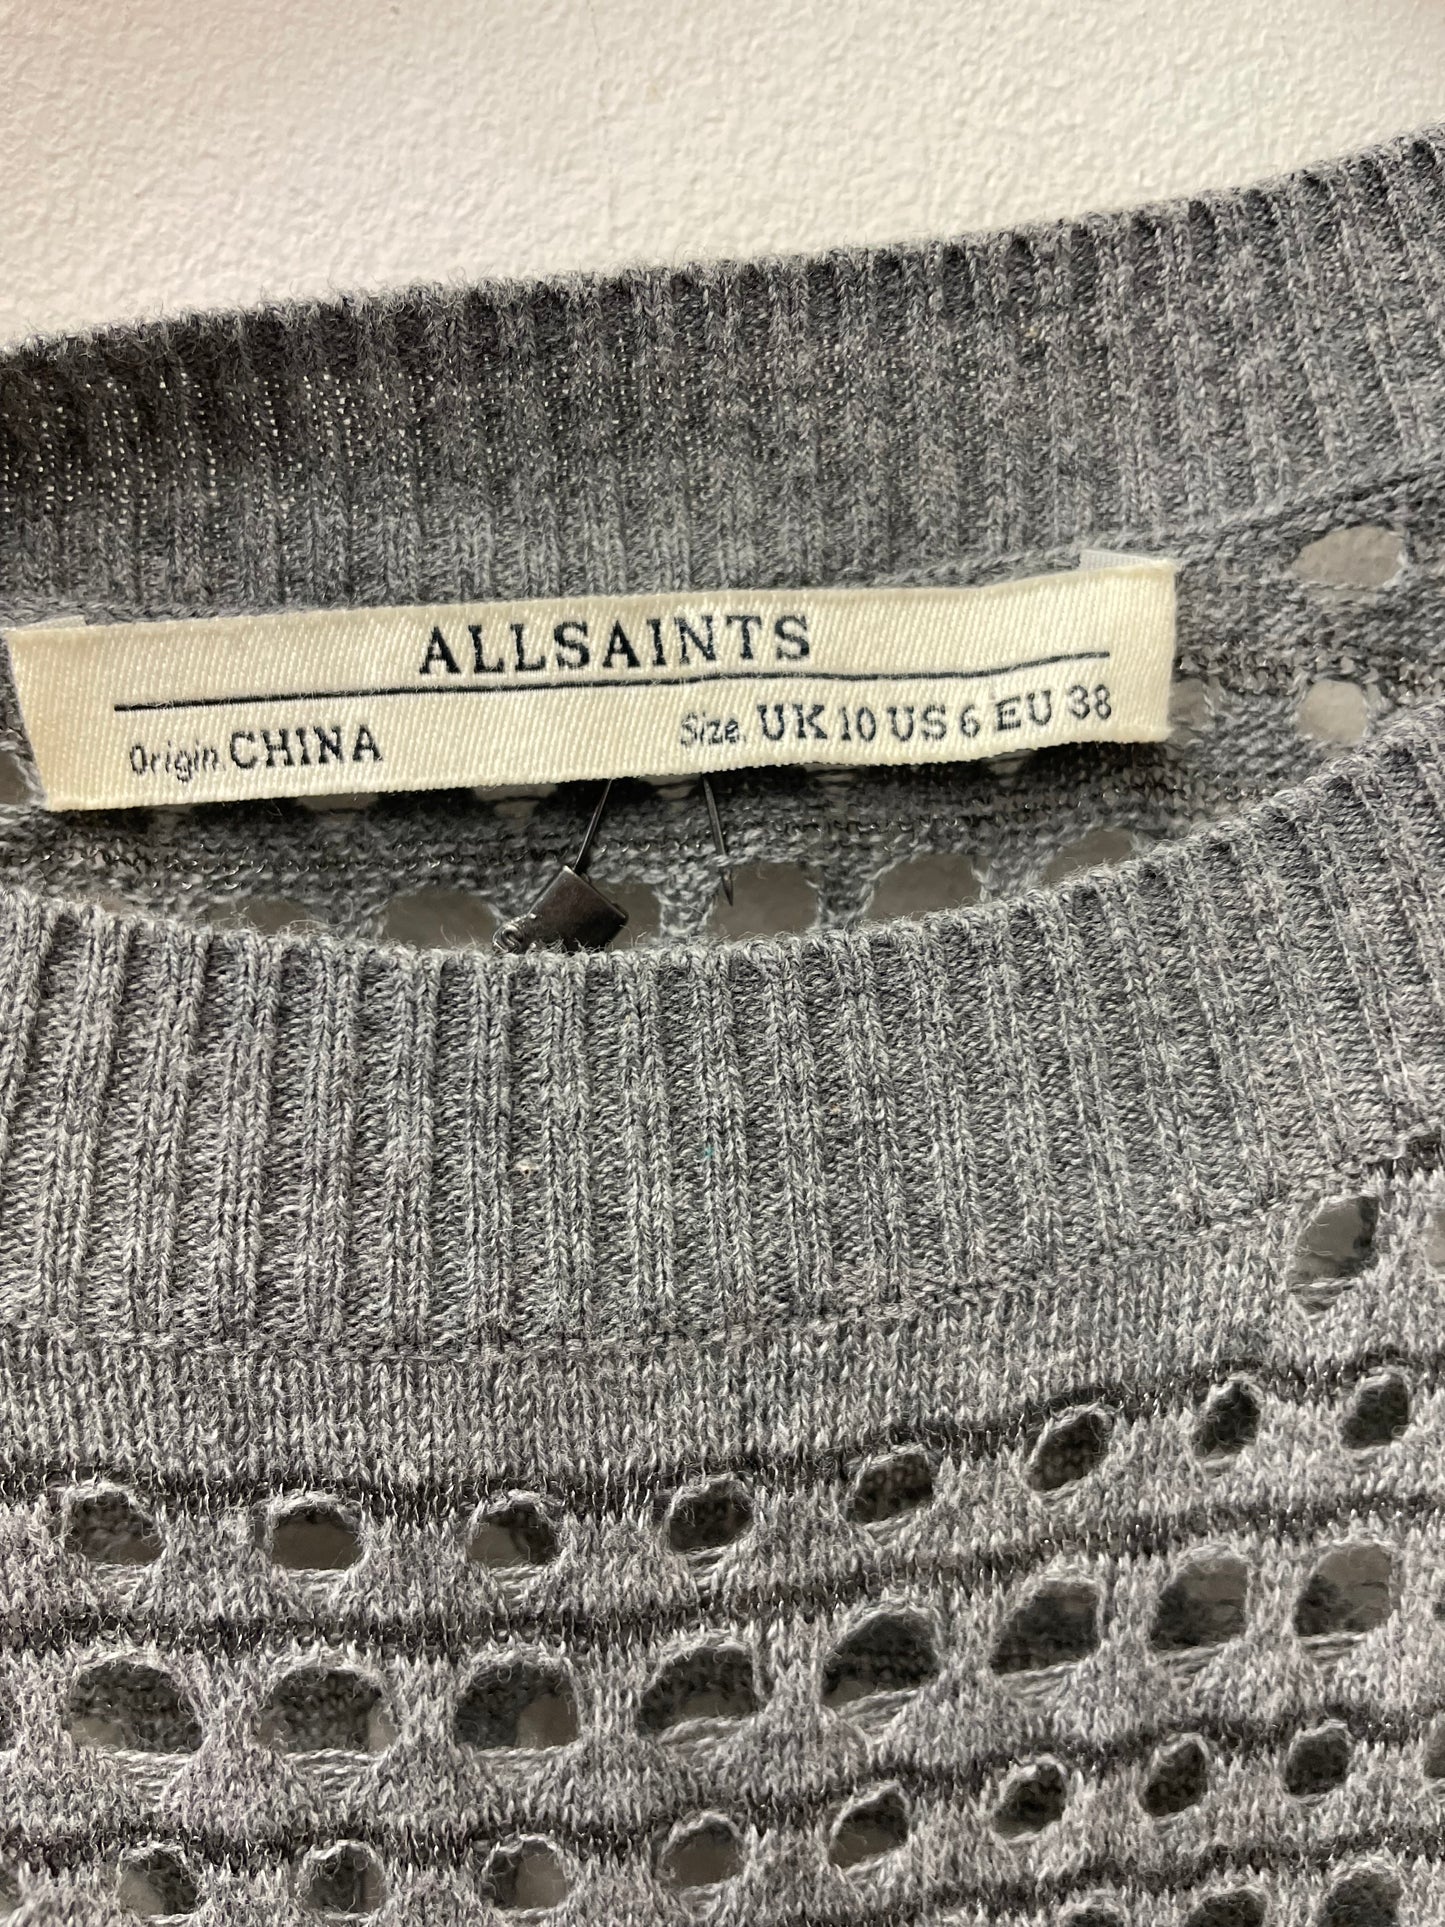 ALLSAINTS
Origin. CHINA Size. UK 10 US 6 EU 38